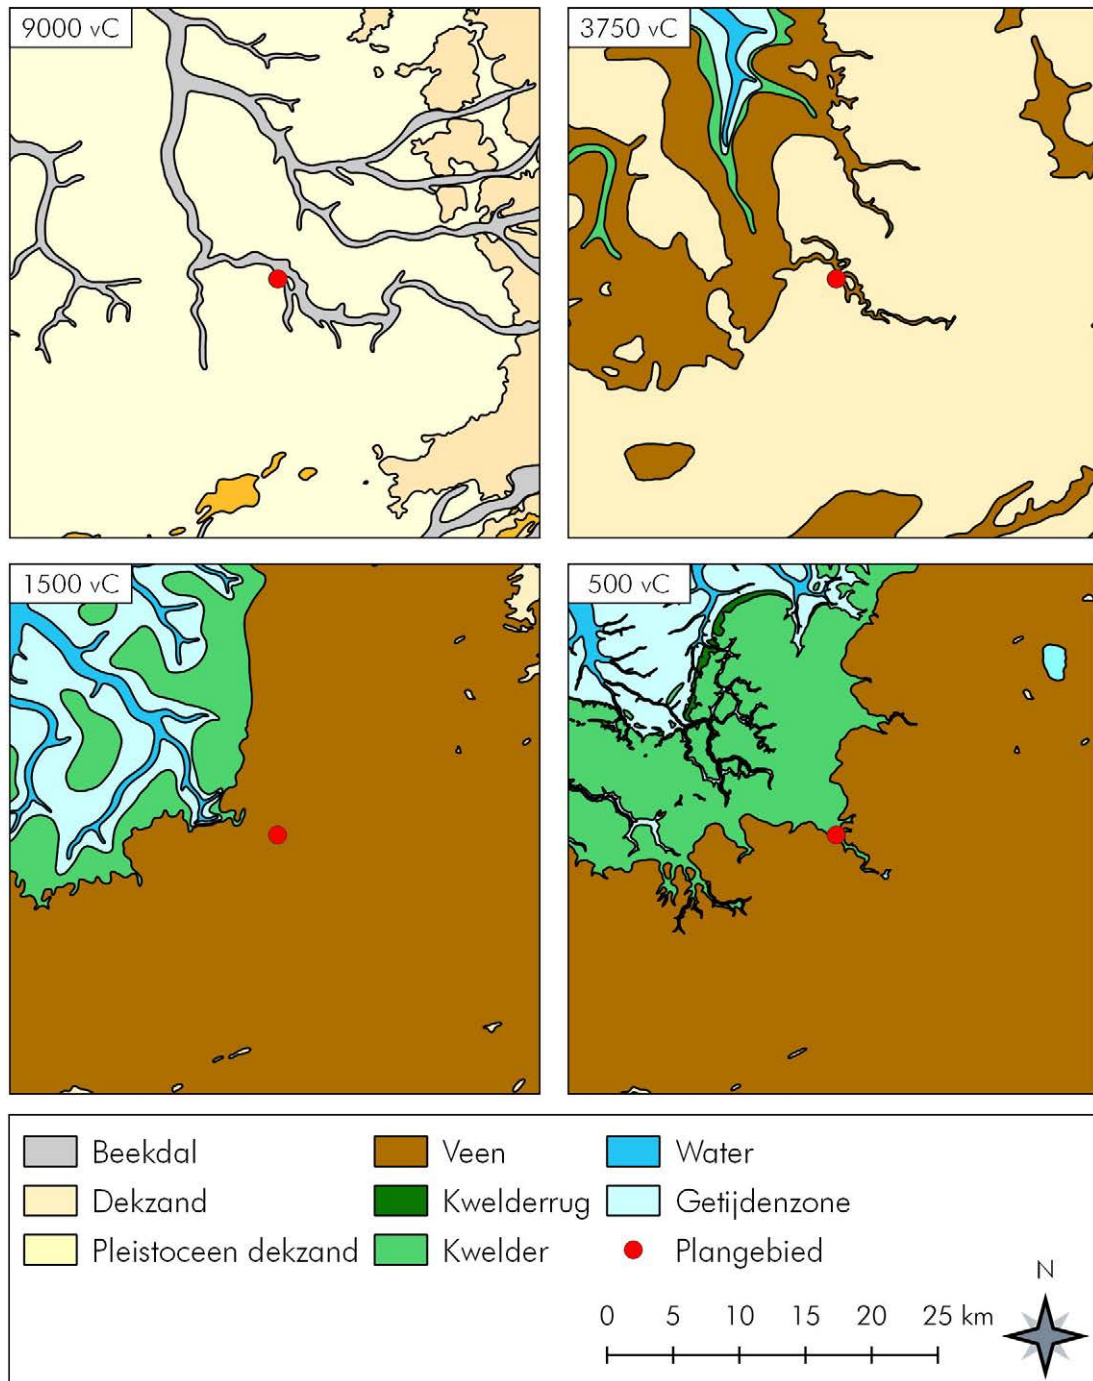 9000 vC
3750 vC
1500 vC
500 vC
Beekdal
Veen
Water
Dekzand
Kwelderrug
Getijdenzone
Pleistoceen dekzand
Kwelder
Plangebied
N
0 5 10 15 20 25 km